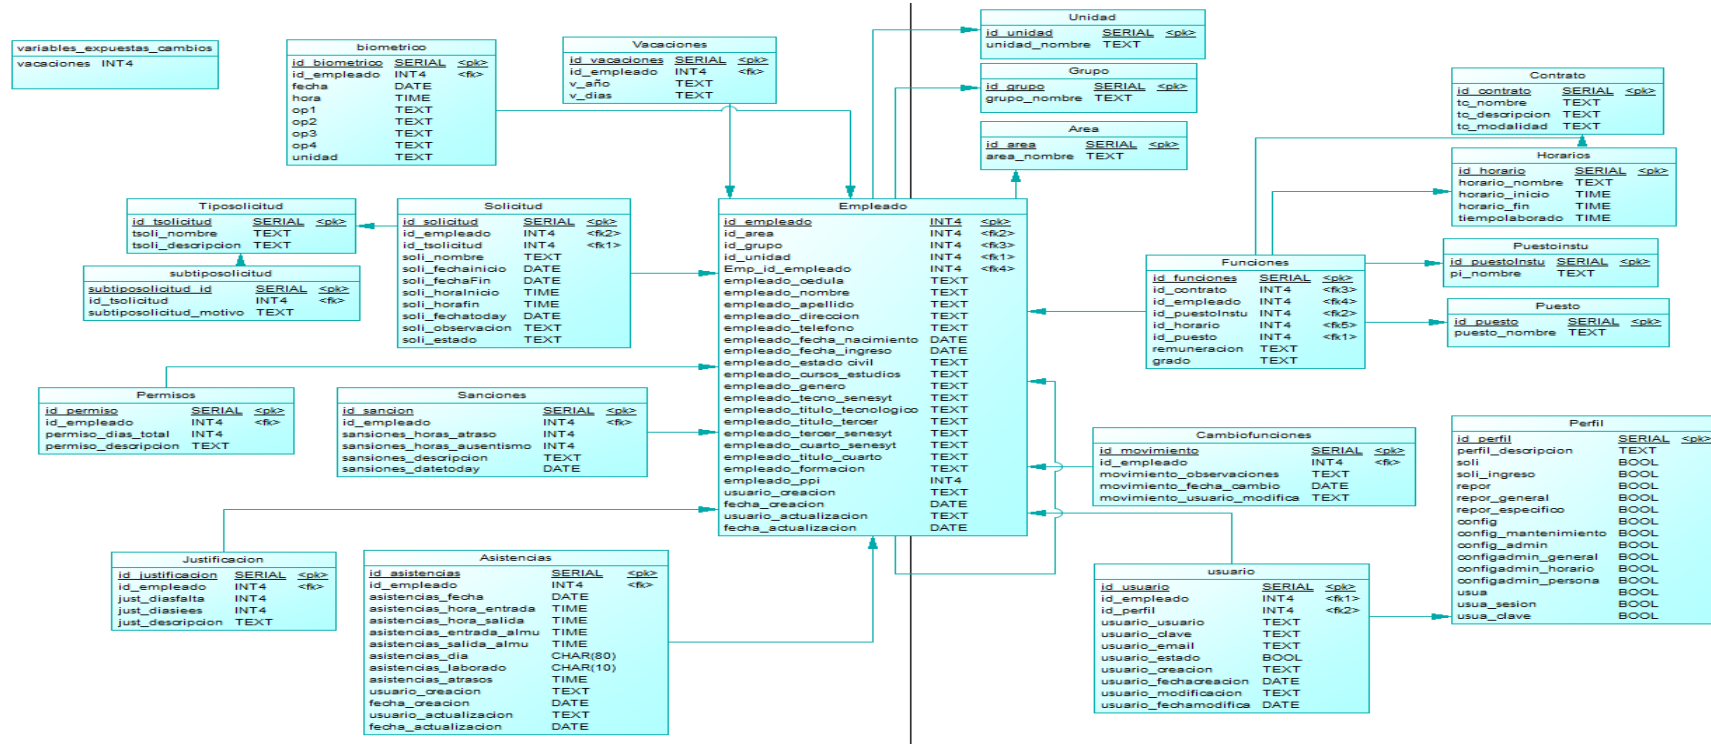 variables_expuestas_cambios
vacaciones INT4
biometrico
id_biometrico SERIAL <pk>
id_empleado INT4 <fk>
fecha DATE
hora TIME
op1 TEXT
op2 TEXT
op3 TEXT
op4 TEXT
unidad TEXT
Vacaciones
id_vacaciones SERIAL <pk>
id_empleado INT4 <fk>
v_año TEXT
v_dias TEXT
Unidad
id_unidad SERIAL <pk>
unidad_nombre TEXT
Grupo
id_grupo SERIAL <pk>
grupo_nombre TEXT
Area
id_area SERIAL <pk>
area_nombre TEXT
Contrato
id_contrato SERIAL <pk>
tc_nombre TEXT
tc_descripcion TEXT
tc_modalidad TEXT
Horarios
id_horario SERIAL <pk>
horario_nombre TEXT
horario_inicio TIME
horario_fin TIME
tiempolaborado TIME
Tiposolicitud
id_tsolicitud SERIAL <pk>
tsoli_nombre TEXT
tsoli_descripcion TEXT
subtiposolicitud
subtiposolicitud_id SERIAL <pk>
id_tsolicitud INT4 <fk>
subtiposolicitud_motivo TEXT
Solicitud
id_solicitud SERIAL <pk>
id_empleado INT4 <fk2>
id_tsolicitud INT4 <fk1>
soli_nombre TEXT
soli_fechainicio DATE
soli_fechaFin DATE
soli_horaInicio TIME
soli_horafin TIME
soli_fechatoday DATE
soli_observacion TEXT
soli_estado TEXT
Empleado
id_empleado INT4 <pk>
id_area INT4 <fk2>
id_grupo INT4 <fk3>
id_unidad INT4 <fk1>
Emp_id_empleado INT4 <fk4>
empleado_cedula TEXT
empleado_nombre TEXT
empleado_apellido TEXT
empleado_direccion TEXT
empleado_telefono TEXT
empleado_fecha_nacimiento DATE
empleado_fecha_ingreso DATE
empleado_estado civil TEXT
empleado_cursos_estudios TEXT
empleado_genero TEXT
empleado_tecno_senesyt TEXT
empleado_titulo_tecnologico TEXT
empleado_titulo_tercer TEXT
empleado_tercer_senesyt TEXT
empleado_cuarto_senesyt TEXT
empleado_titulo_cuarto TEXT
empleado_formacion TEXT
empleado_ppi INT4
usuario_creacion TEXT
fecha_creacion DATE
usuario_actualizacion TEXT
fecha_actualizacion DATE
Funciones
id_funciones SERIAL <pk>
id_contrato INT4 <fk3>
id_empleado INT4 <fk4>
id_puestoInstu INT4 <fk2>
id_horario INT4 <fk5>
id_puesto INT4 <fk1>
remuneracion TEXT
grado TEXT
Puestoinstu
id_puestoInstu SERIAL <pk>
pi_nombre TEXT
Puesto
id_puesto SERIAL <pk>
puesto_nombre TEXT
Permisos
id_permiso SERIAL <pk>
id_empleado INT4 <fk>
permiso_dias_total INT4
permiso_descripcion TEXT
Sanciones
id_sancion SERIAL <pk>
id_empleado INT4 <fk>
sansiones_horas_atraso INT4
sansiones_horas_ausentismo INT4
sansiones_descripcion TEXT
sansiones_datetoday DATE
Cambiofunciones
id_movimiento SERIAL <pk>
id_empleado INT4 <fk>
movimiento_observaciones TEXT
movimiento_fecha_cambio DATE
movimiento_usuario_modifica TEXT
Perfil
id_perfil SERIAL <pk>
perfil_descripcion TEXT
soli BOOL
soli_ingreso BOOL
repor BOOL
repor_general BOOL
repor_especifico BOOL
config BOOL
config_mantenimiento BOOL
config_admin BOOL
configadmin_general BOOL
configadmin_horario BOOL
configadmin_persona BOOL
usua BOOL
usua_sesion BOOL
usua_clave BOOL
Justificacion
id_justificacion SERIAL <pk>
id_empleado INT4 <fk>
just_diasfalta INT4
just_diasiees INT4
just_descripcion TEXT
Asistencias
id_asistencias SERIAL <pk>
id_empleado INT4 <fk>
asistencias_fecha DATE
asistencias_hora_entrada TIME
asistencias_hora_salida TIME
asistencias_entrada_almu TIME
asistencias_salida_almu TIME
asistencias_dia CHAR(80)
asistencias_laborado CHAR(10)
asistencias_atrasos TIME
usuario_creacion TEXT
fecha_creacion DATE
usuario_actualizacion TEXT
fecha_actualizacion DATE
usuario
id_usuario SERIAL <pk>
id_empleado INT4 <fk1>
id_perfil INT4 <fk2>
usuario_usuario TEXT
usuario_clave TEXT
usuario_email TEXT
usuario_estado BOOL
usuario_creacion TEXT
usuario_fechacreacion DATE
usuario_modificacion TEXT
usuario_fechamodifica DATE